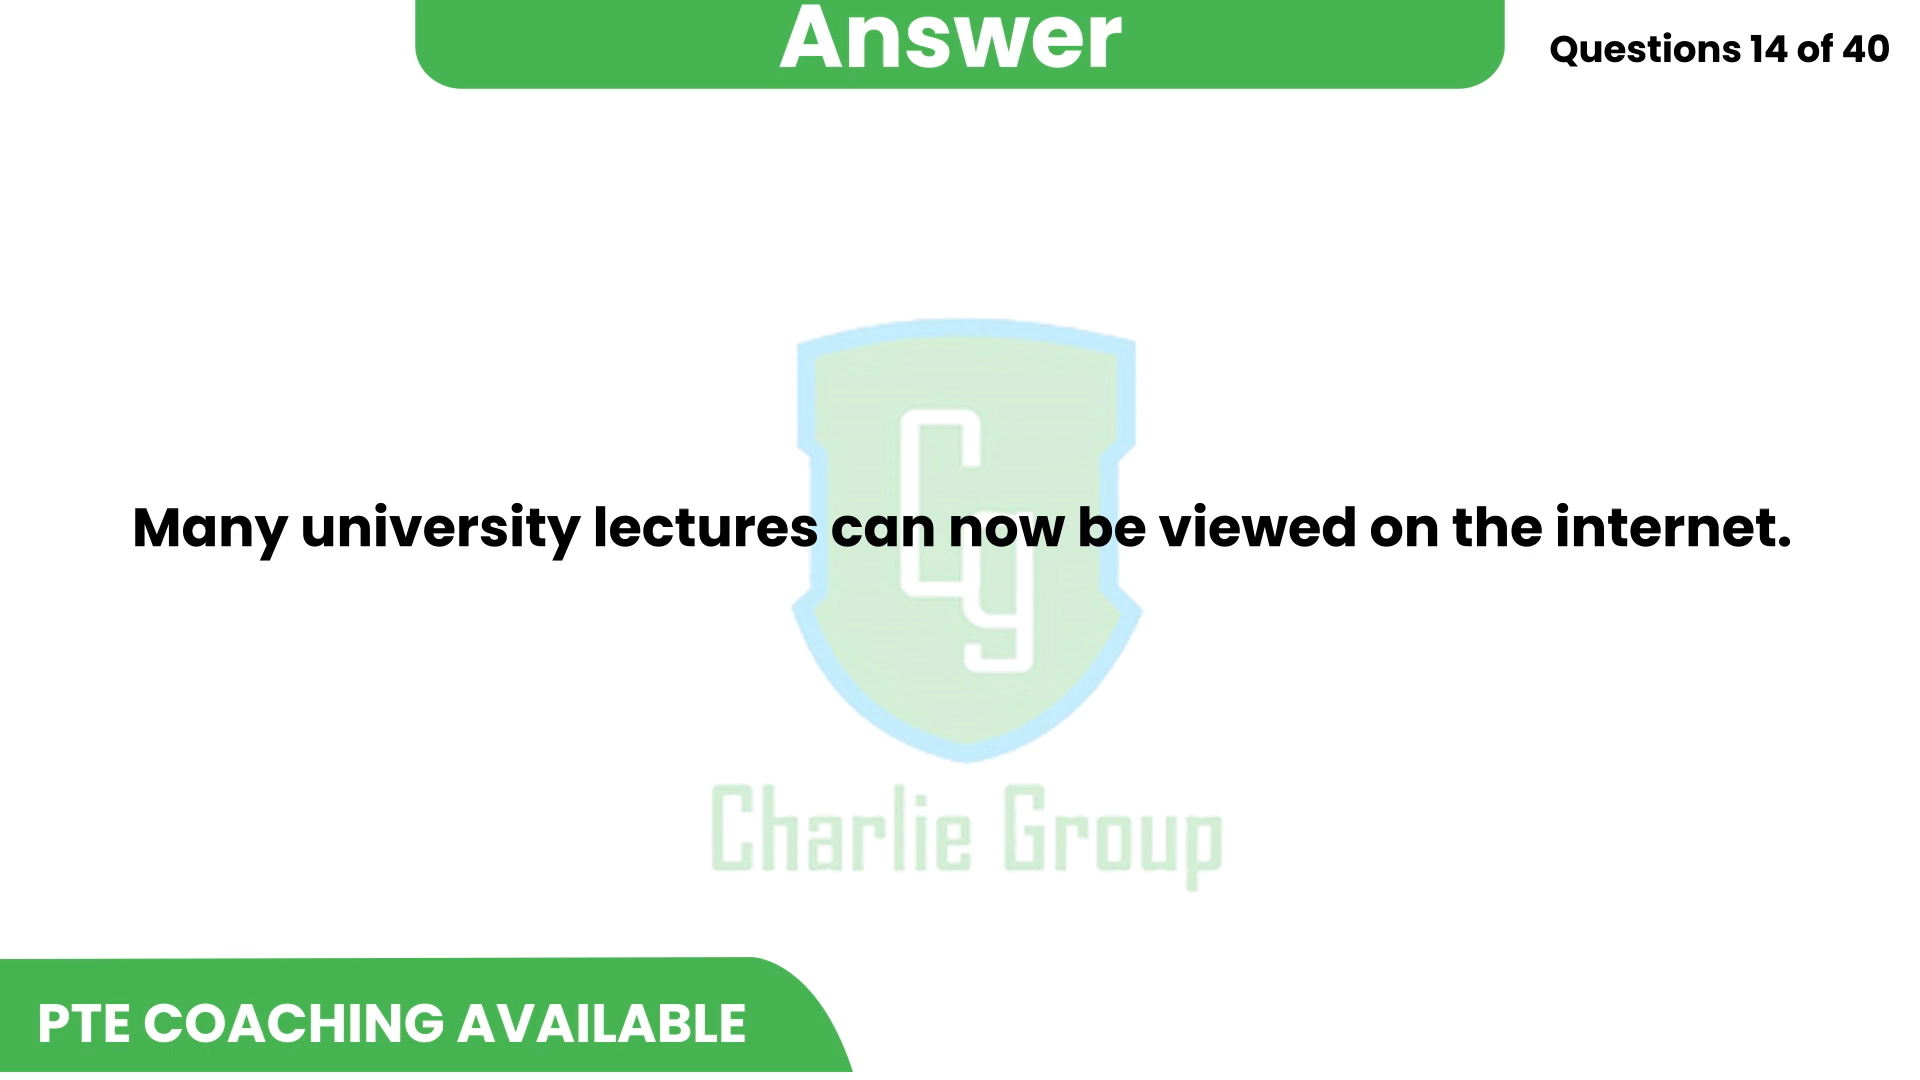 Answer
Questions 14 of 40
Many university lectures can now be viewed on the internet.
Cg
Charlie Group
PTE COACHING AVAILABLE